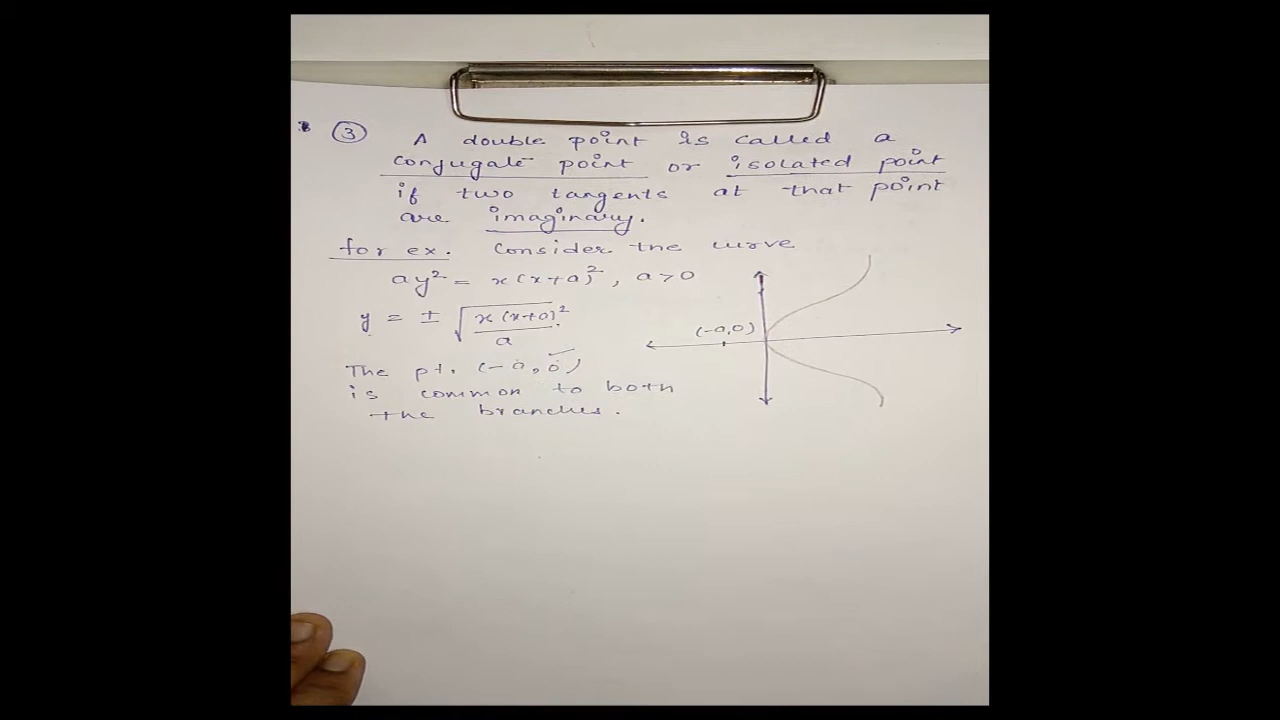 ③ A double point is called a
conjugate point or isolated point
if two tangents at that point
are imaginary.
for ex. Consider the curve
ay² = x(x+a)², a>0
y = ± √(x(x+a)²/a)
(-a,0)
The pt. (-a, 0)
is common to both
the branches.